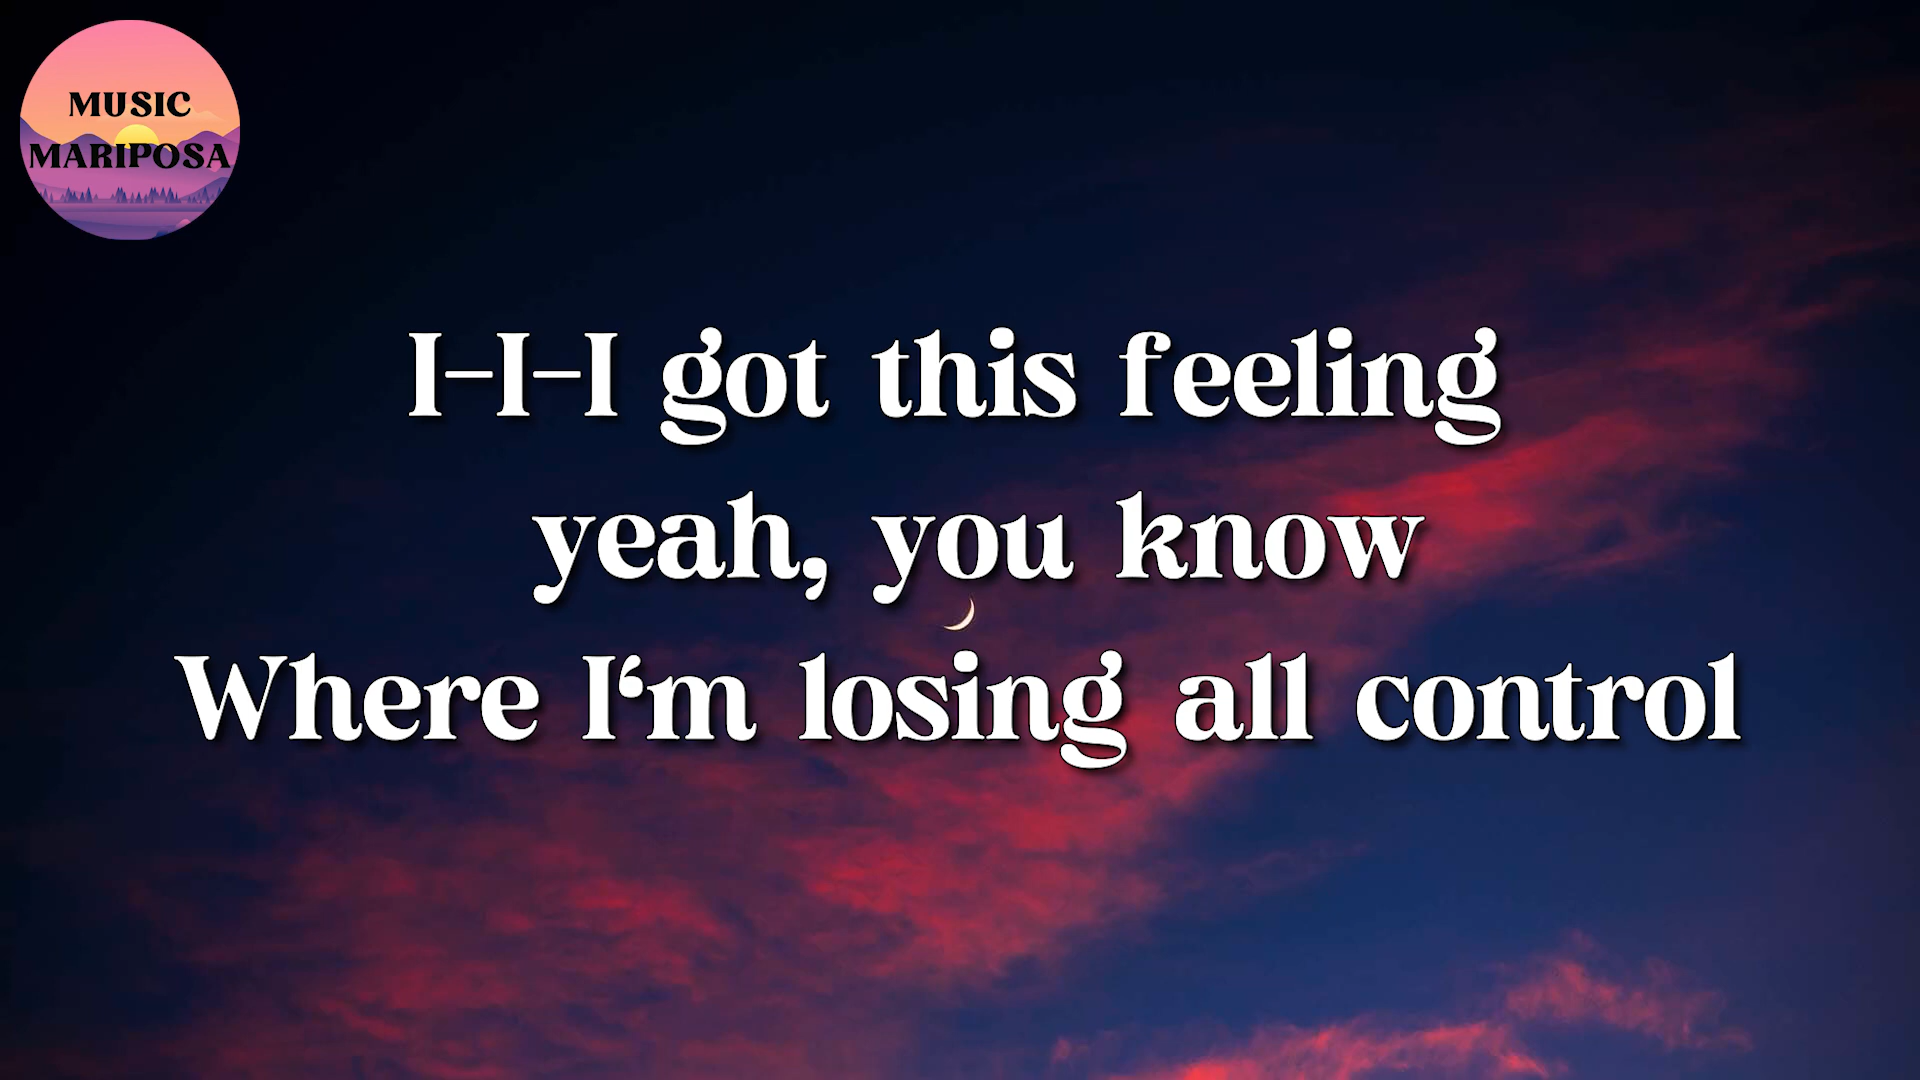 MUSIC
MARIPOSA
I-I-I got this feeling
yeah, you know
Where I‘m losing all control